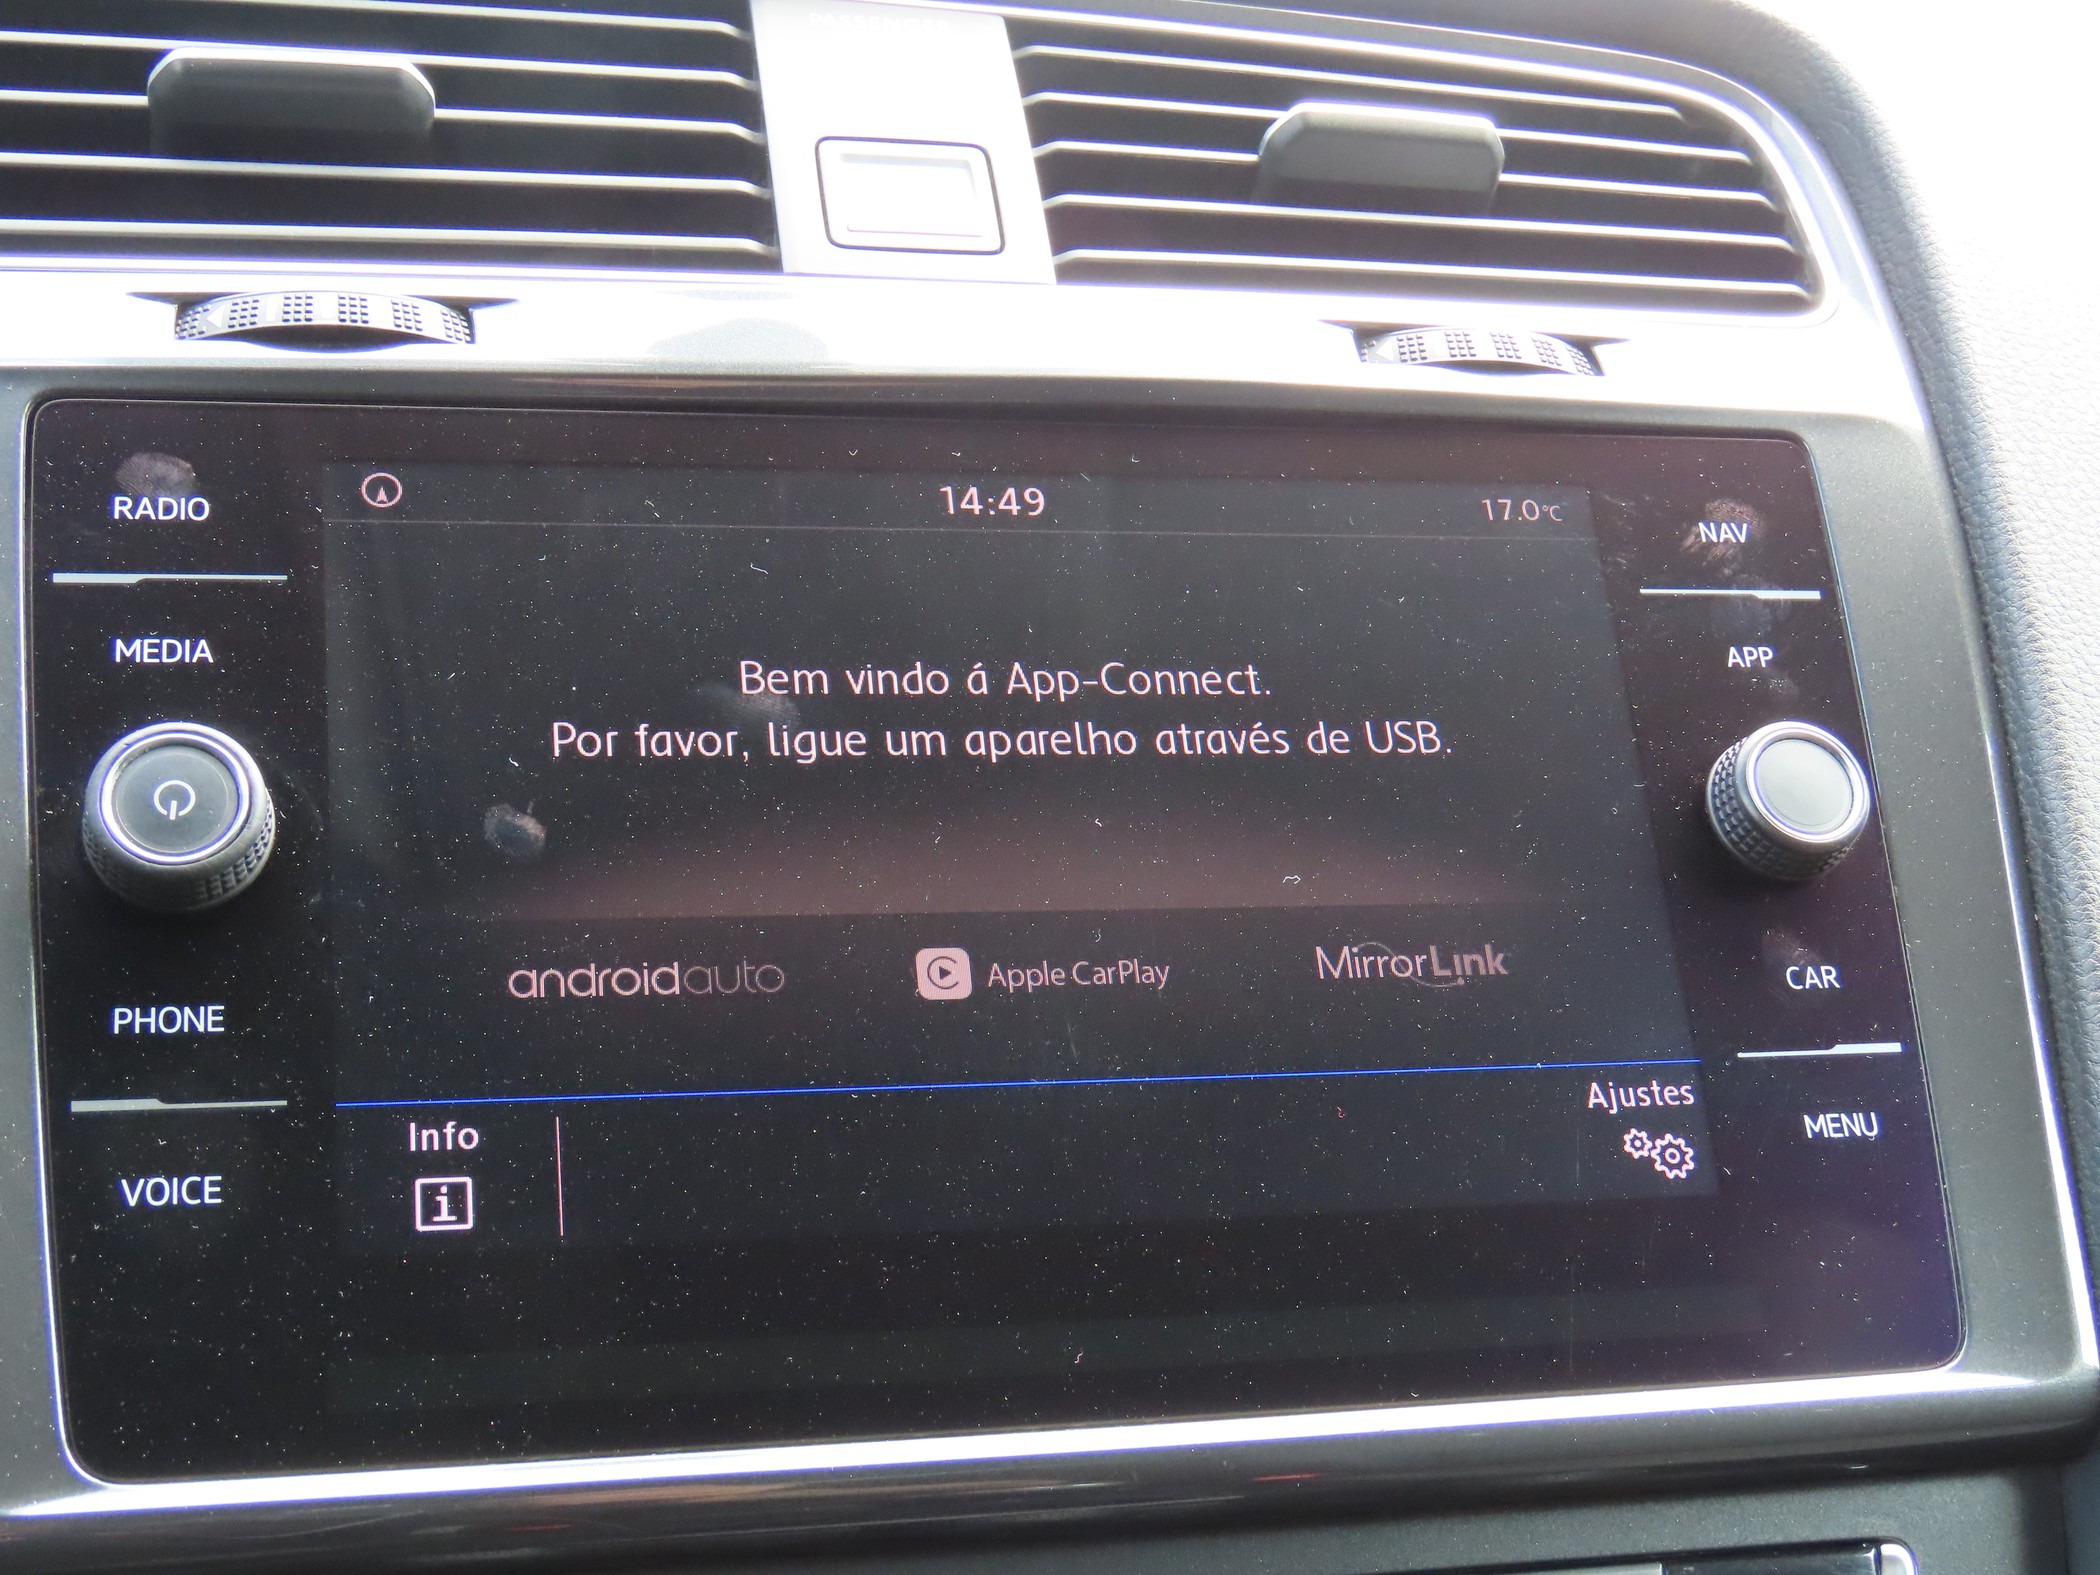 PASSENGER
RADIO
MEDIA
PHONE
VOICE
14:49
17.0°C
Bem vindo á App-Connect.
Por favor, ligue um aparelho através de USB.
androidauto
Apple CarPlay
MirrorLink
Info
i
Ajustes
NAV
APP
CAR
MENU